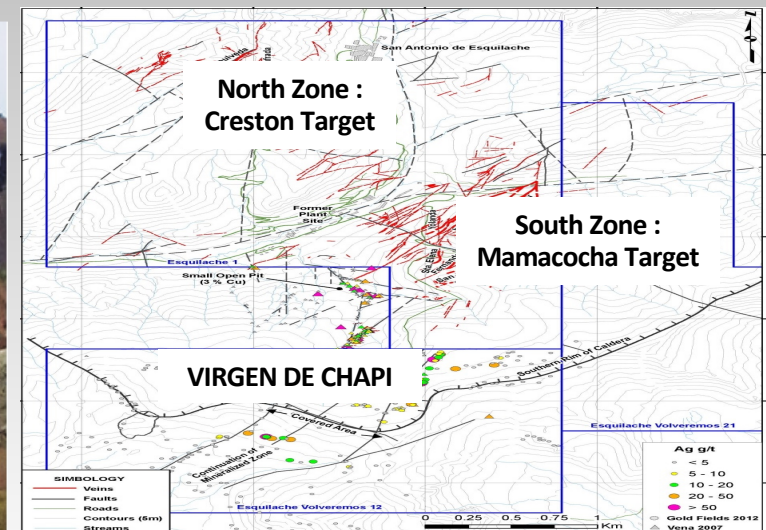 San Antonio de Esquilache
North Zone :
Creston Target
Former
Plant
Site
South Zone :
Mamacocha Target
Esquilache 1
Small Open Pit
(3 % Cu)
Southern Rim of Caldera
VIRGEN DE CHAPI
Covered Area
Continuation of
Mineralized Zone
Esquilache Volveremos 21
Esquilache Volveremos 12
SIMBOLOGY
Veins
Faults
Roads
Contours (5m)
Streams
0 0.25 0.5 0.75 1
Km
Ag g/t
< 5
5 - 10
10 - 20
20 - 50
> 50
Gold Fields 2012
Vena 2007